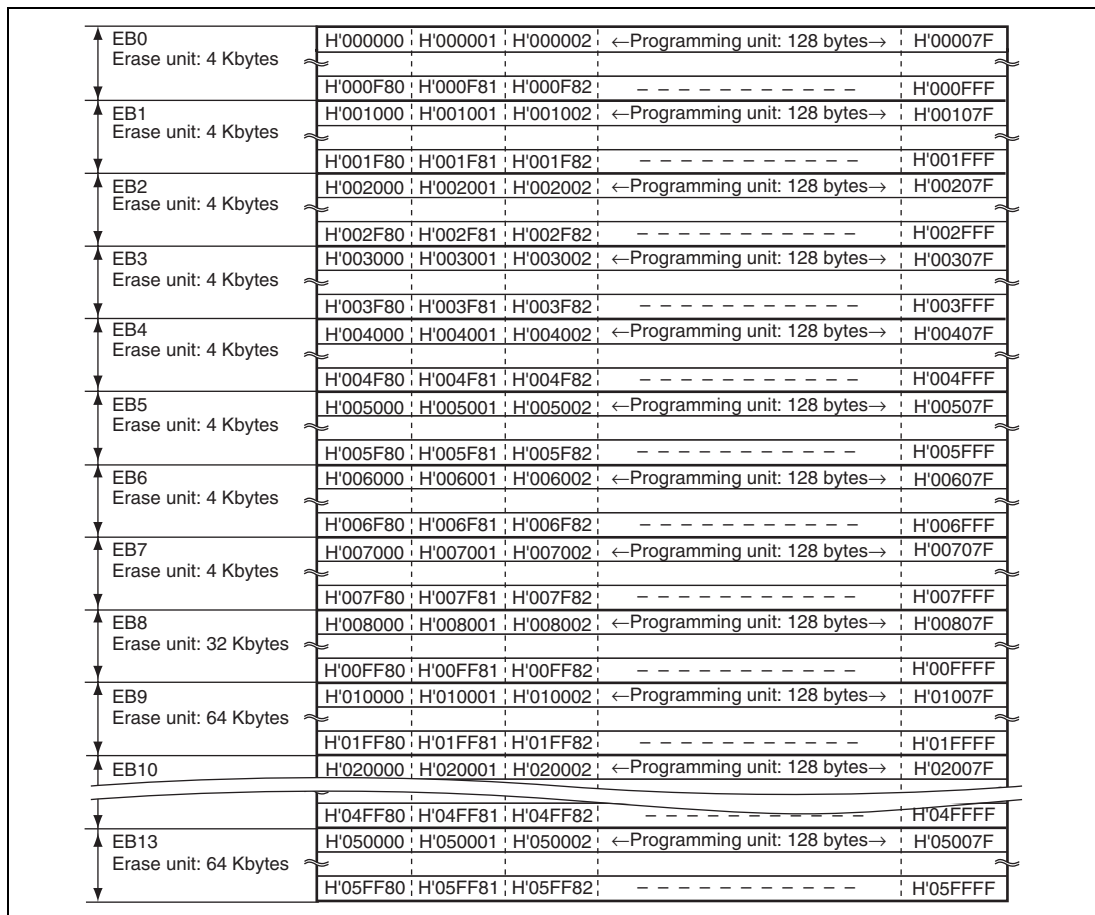 EB0 H'000000 H'000001 H'000002 ←Programming unit: 128 bytes→ H'00007F
Erase unit: 4 Kbytes
H'000F80 H'000F81 H'000F82 – – – – – – – – – – – H'000FFF
EB1 H'001000 H'001001 H'001002 ←Programming unit: 128 bytes→ H'00107F
Erase unit: 4 Kbytes
H'001F80 H'001F81 H'001F82 – – – – – – – – – – – H'001FFF
EB2 H'002000 H'002001 H'002002 ←Programming unit: 128 bytes→ H'00207F
Erase unit: 4 Kbytes
H'002F80 H'002F81 H'002F82 – – – – – – – – – – – H'002FFF
EB3 H'003000 H'003001 H'003002 ←Programming unit: 128 bytes→ H'00307F
Erase unit: 4 Kbytes
H'003F80 H'003F81 H'003F82 – – – – – – – – – – – H'003FFF
EB4 H'004000 H'004001 H'004002 ←Programming unit: 128 bytes→ H'00407F
Erase unit: 4 Kbytes
H'004F80 H'004F81 H'004F82 – – – – – – – – – – – H'004FFF
EB5 H'005000 H'005001 H'005002 ←Programming unit: 128 bytes→ H'00507F
Erase unit: 4 Kbytes
H'005F80 H'005F81 H'005F82 – – – – – – – – – – – H'005FFF
EB6 H'006000 H'006001 H'006002 ←Programming unit: 128 bytes→ H'00607F
Erase unit: 4 Kbytes
H'006F80 H'006F81 H'006F82 – – – – – – – – – – – H'006FFF
EB7 H'007000 H'007001 H'007002 ←Programming unit: 128 bytes→ H'00707F
Erase unit: 4 Kbytes
H'007F80 H'007F81 H'007F82 – – – – – – – – – – – H'007FFF
EB8 H'008000 H'008001 H'008002 ←Programming unit: 128 bytes→ H'00807F
Erase unit: 32 Kbytes
H'00FF80 H'00FF81 H'00FF82 – – – – – – – – – – – H'00FFFF
EB9 H'010000 H'010001 H'010002 ←Programming unit: 128 bytes→ H'01007F
Erase unit: 64 Kbytes
H'01FF80 H'01FF81 H'01FF82 – – – – – – – – – – – H'01FFFF
EB10 H'020000 H'020001 H'020002 ←Programming unit: 128 bytes→ H'02007F
H'04FF80 H'04FF81 H'04FF82 – – – – – – – – – – – H'04FFFF
EB13 H'050000 H'050001 H'050002 ←Programming unit: 128 bytes→ H'05007F
Erase unit: 64 Kbytes
H'05FF80 H'05FF81 H'05FF82 – – – – – – – – – – – H'05FFFF